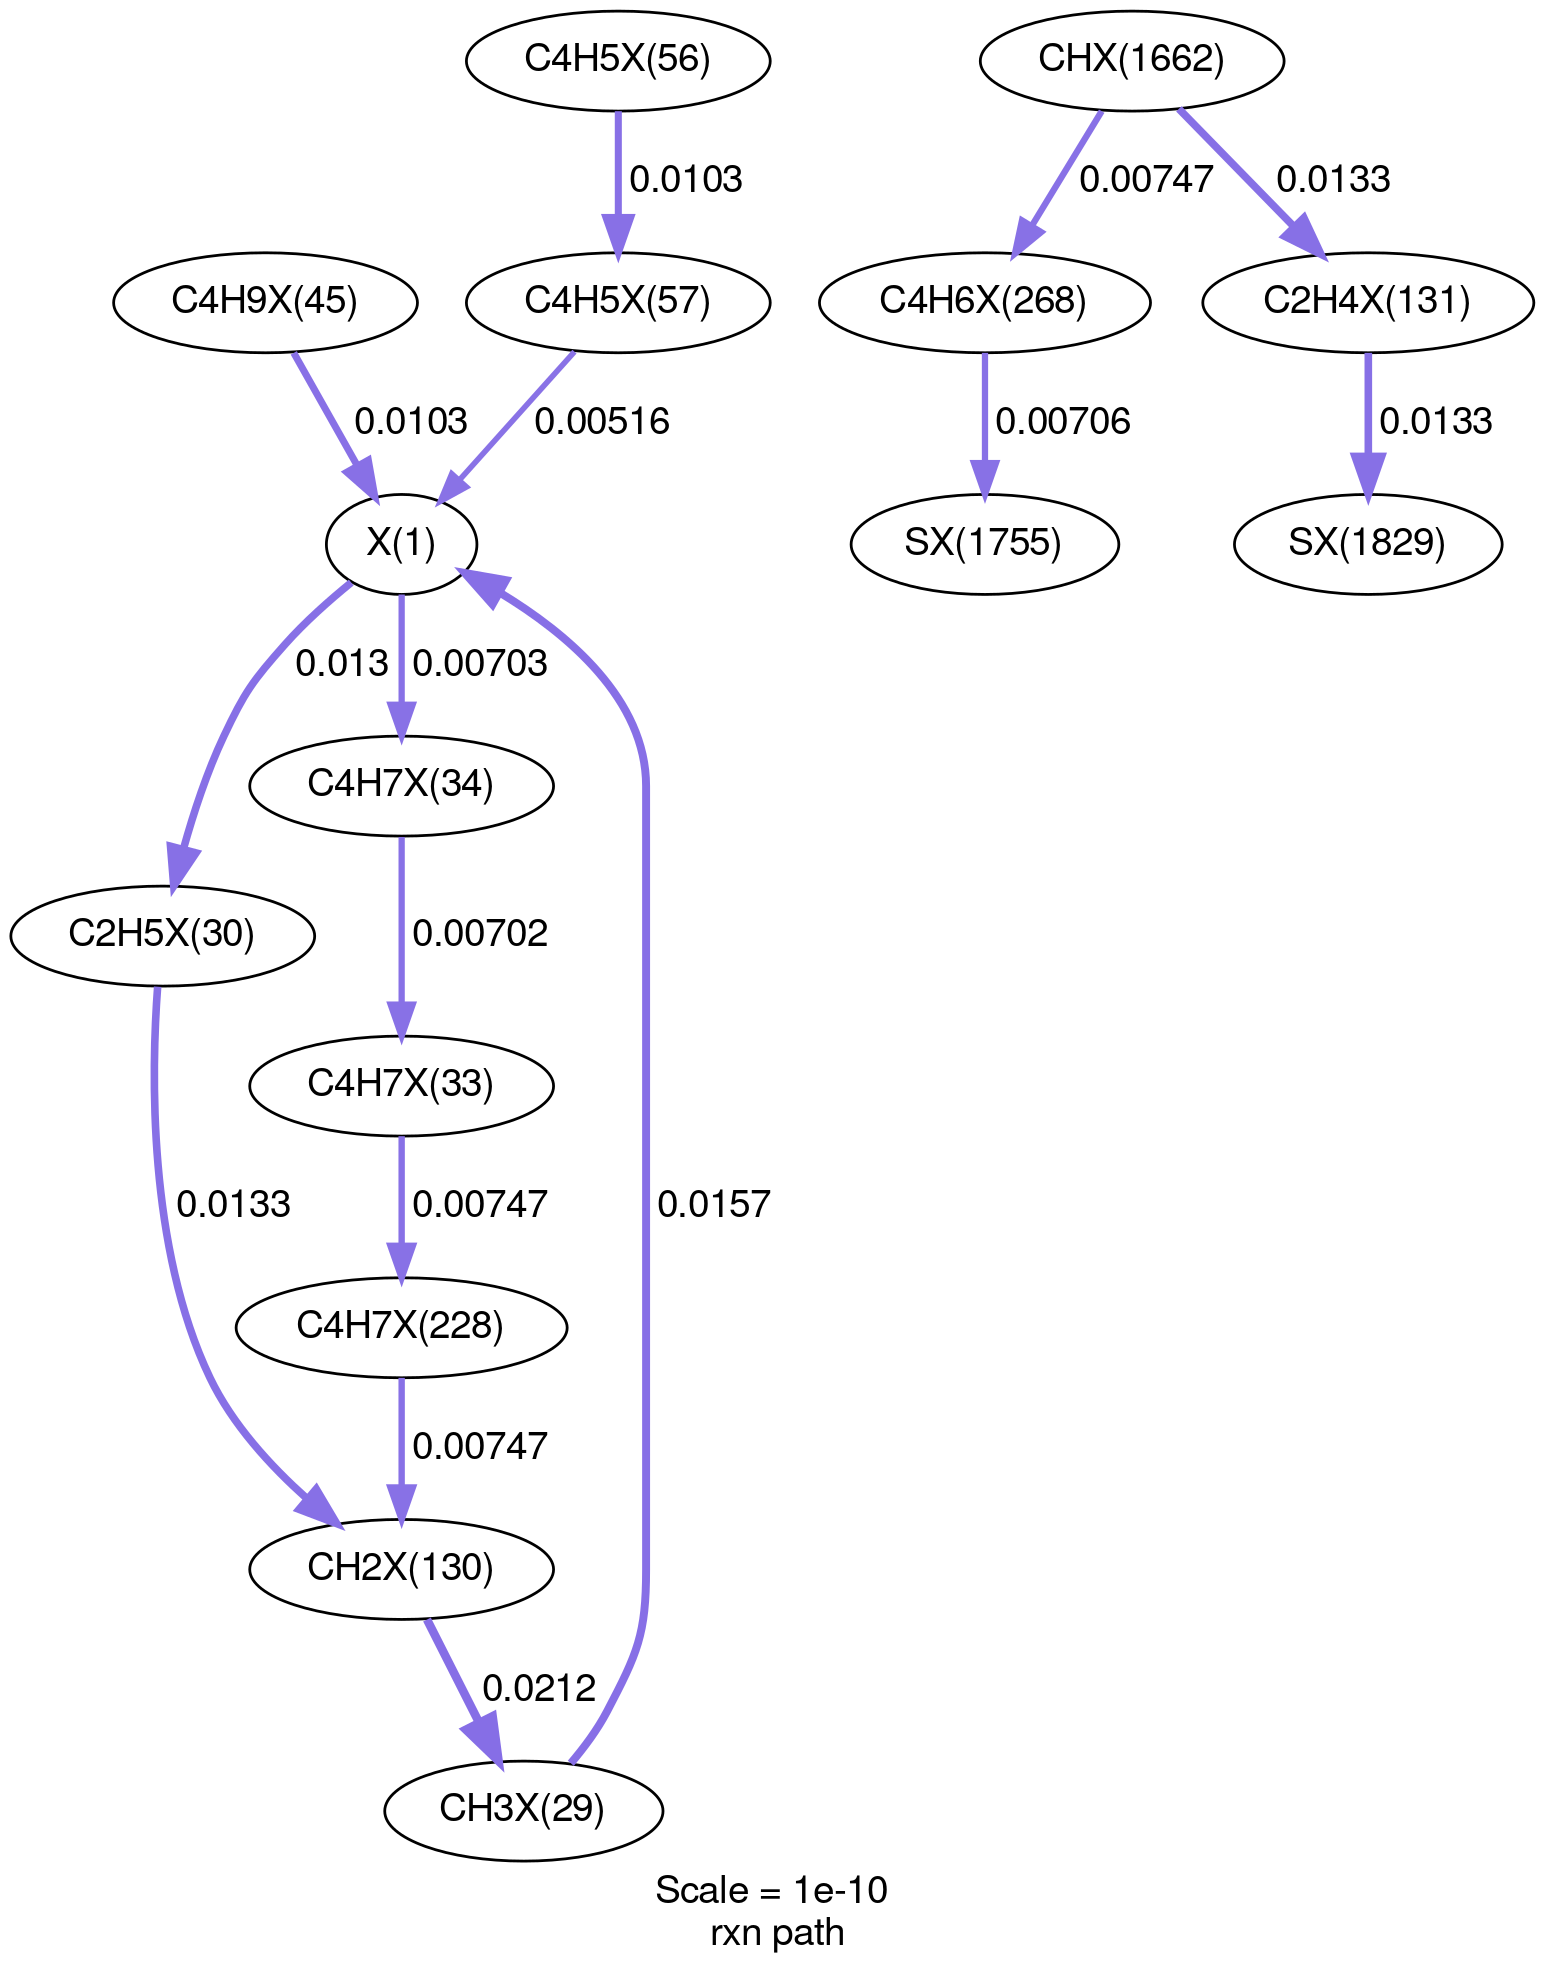 C4H5X(56)
CHX(1662)
0.0103
0.00747
0.0133
C4H9X(45)
C4H5X(57)
C4H6X(268)
C2H4X(131)
0.0103
0.00516
0.00706
0.0133
X(1)
SX(1755)
SX(1829)
0.013
0.00703
C4H7X(34)
C2H5X(30)
0.00702
C4H7X(33)
0.0133
0.00747
0.0157
C4H7X(228)
0.00747
CH2X(130)
0.0212
CH3X(29)
Scale = 1e-10
rxn path